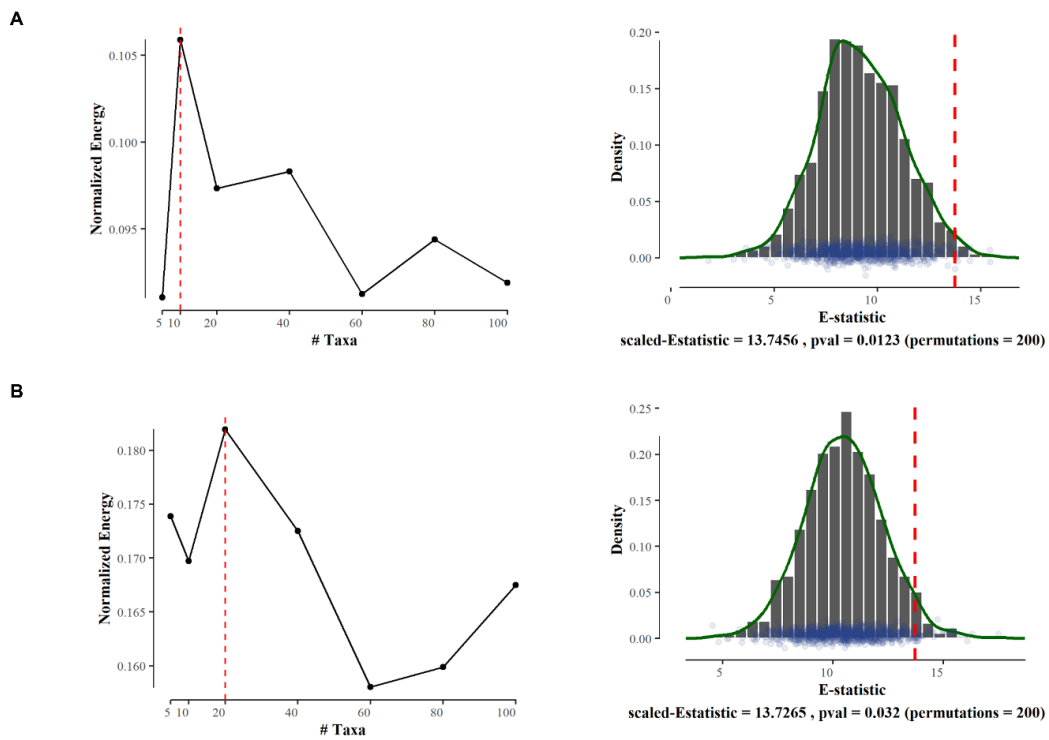 A
Normalized Energy
0.105
0.100
0.095
5 10 20 40 60 80 100
# Taxa
Density
0.20
0.15
0.10
0.05
0.00
0 5 10 15
E-statistic
scaled-Estatistic = 13.7456 , pval = 0.0123 (permutations = 200)
B
Normalized Energy
0.180
0.175
0.170
0.165
0.160
5 10 20 40 60 80 100
# Taxa
Density
0.25
0.20
0.15
0.10
0.05
0.00
5 10 15
E-statistic
scaled-Estatistic = 13.7265 , pval = 0.032 (permutations = 200)